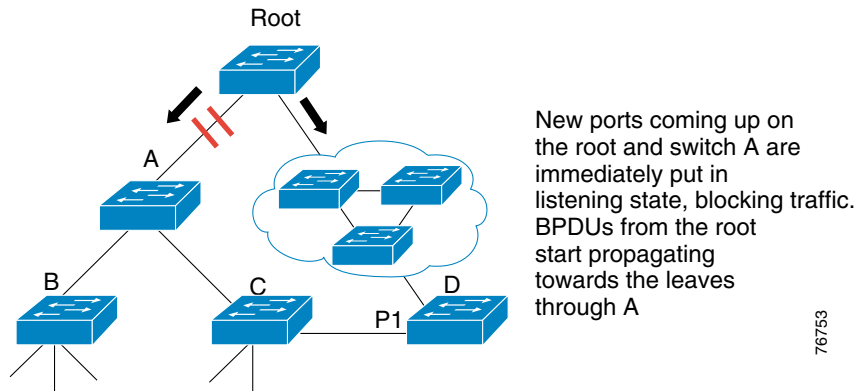 Root
A
New ports coming up on
the root and switch A are
immediately put in
listening state, blocking traffic.
BPDUs from the root
start propagating
towards the leaves
through A
B
C
D
P1
76753